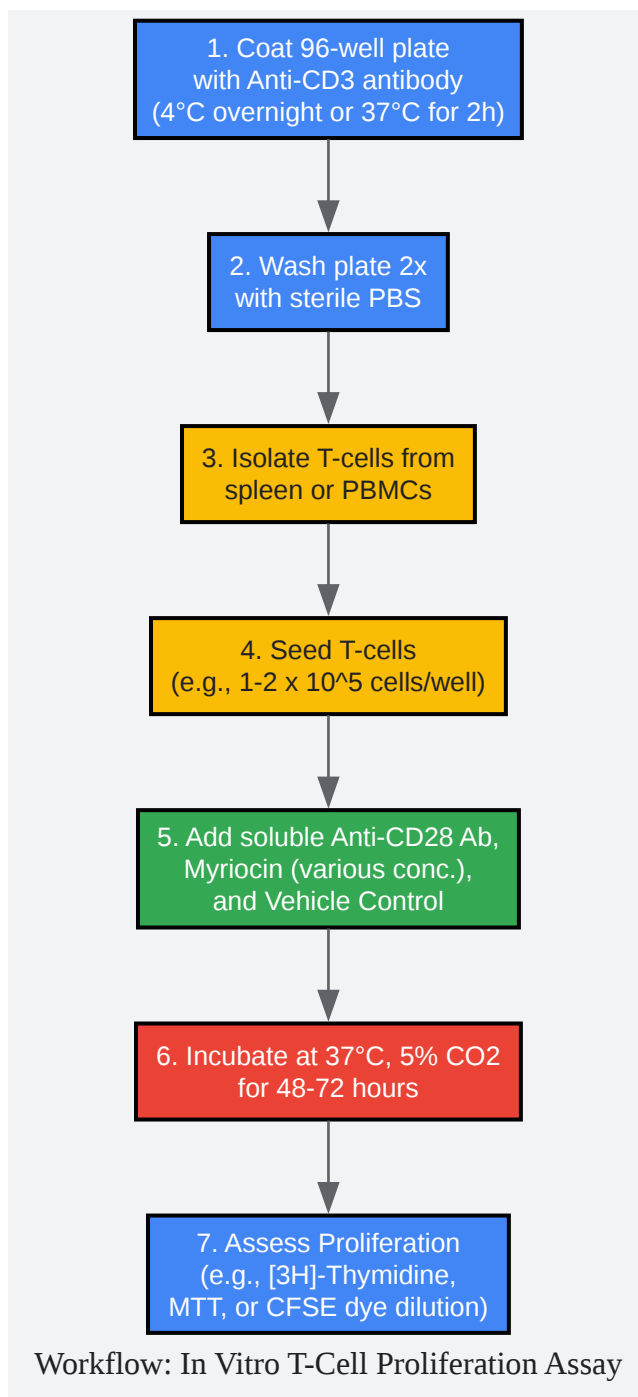 1. Coat 96-well plate
with Anti-CD3 antibody
(4°C overnight or 37°C for 2h)
2. Wash plate 2x
with sterile PBS
3. Isolate T-cells from
spleen or PBMCs
4. Seed T-cells
(e.g., 1-2 x 10^5 cells/well)
5. Add soluble Anti-CD28 Ab,
Myriocin (various conc.),
and Vehicle Control
6. Incubate at 37°C, 5% CO2
for 48-72 hours
7. Assess Proliferation
(e.g., [3H]-Thymidine,
MTT, or CFSE dye dilution)
Workflow: In Vitro T-Cell Proliferation Assay